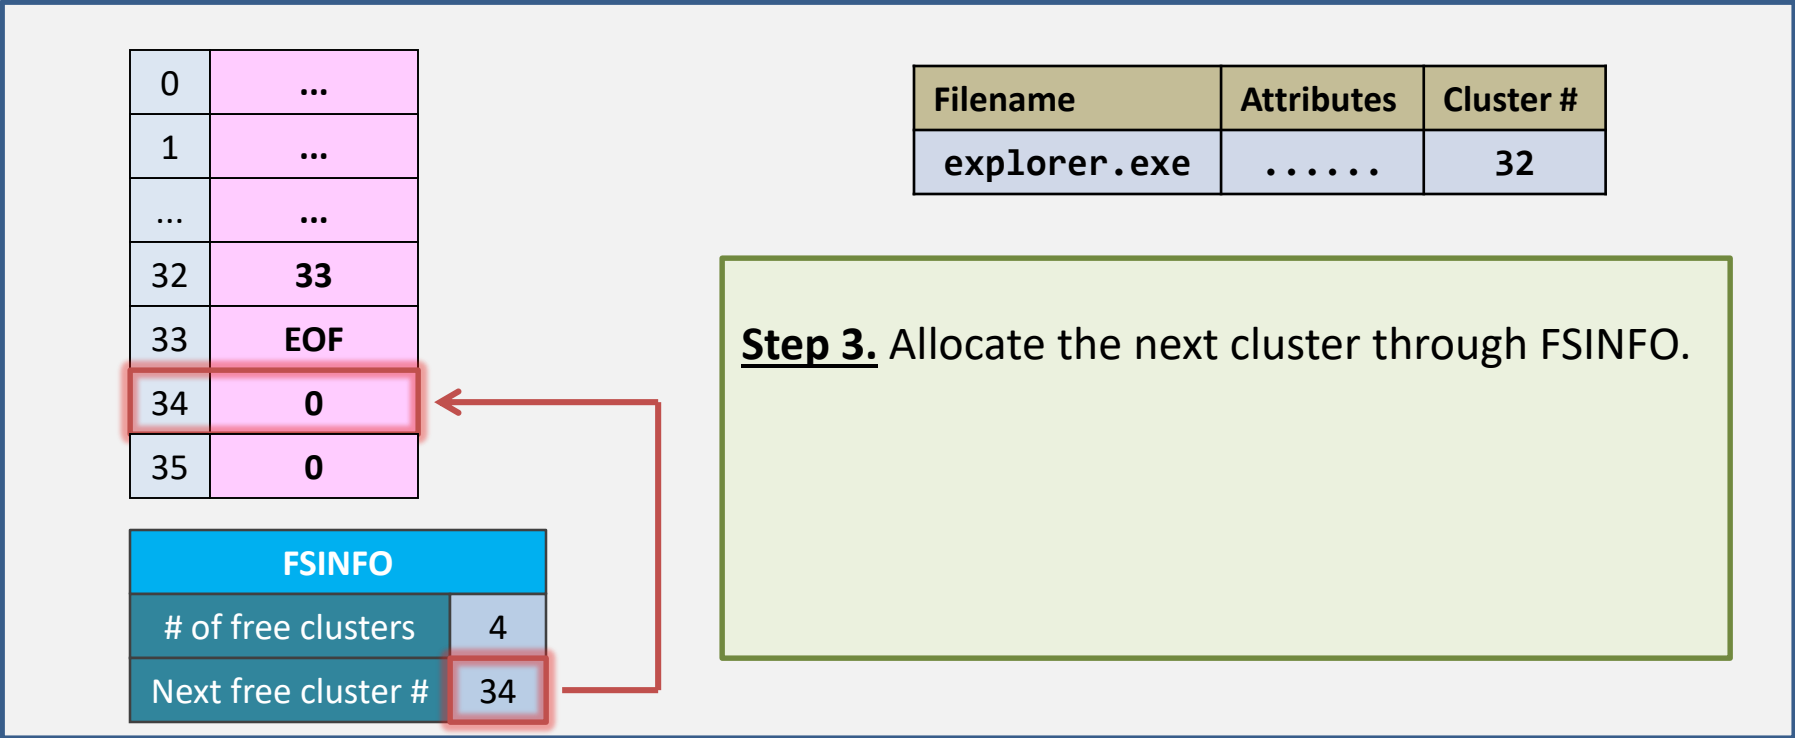 0 ...
1 ...
... ...
32 33
33 EOF
34 0
35 0
FSINFO
# of free clusters 4
Next free cluster # 34
Filename Attributes Cluster #
explorer.exe ...... 32
Step 3. Allocate the next cluster through FSINFO.